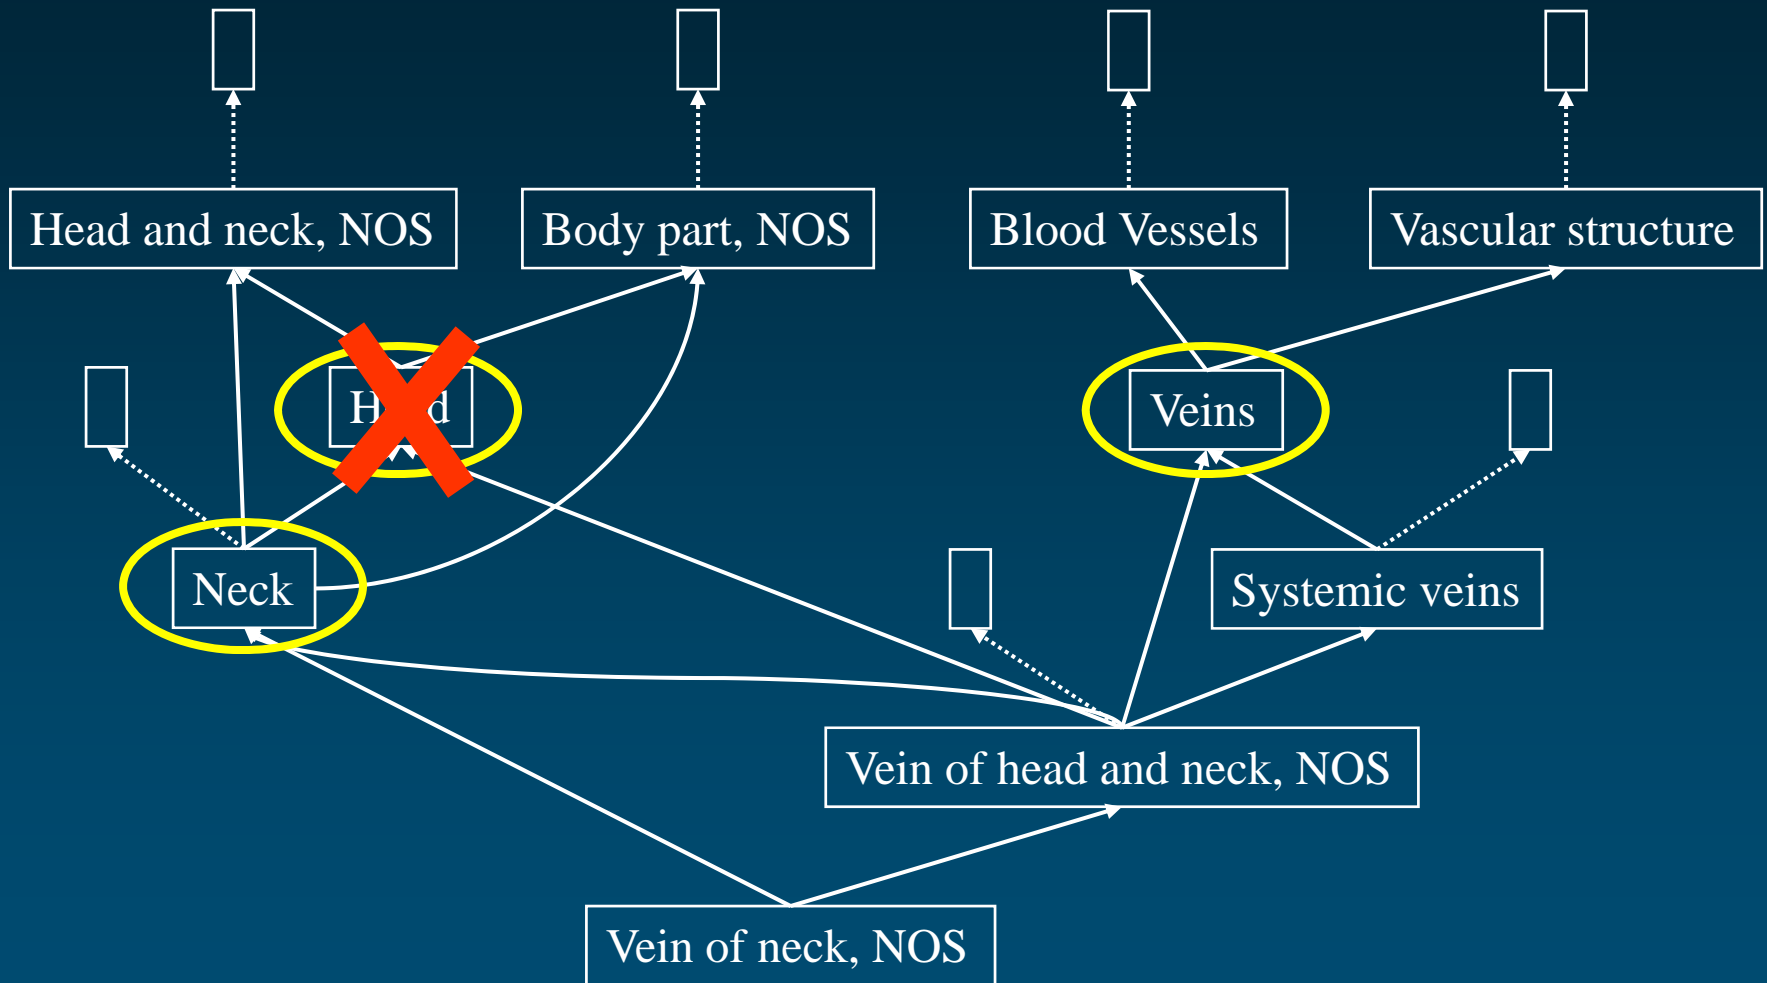 Head and neck, NOS
Body part, NOS
Blood Vessels
Vascular structure
Veins
Neck
Systemic veins
Vein of head and neck, NOS
Vein of neck, NOS